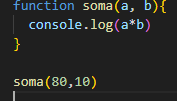 function soma(a, b){
  console.log(a*b)
}

soma(80,10)